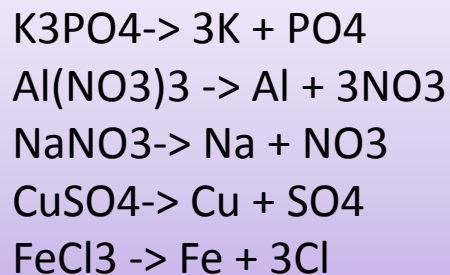 K3PO4-> 3K + PO4
Al(NO3)3 -> Al + 3NO3
NaNO3-> Na + NO3
CuSO4-> Cu + SO4
FeCl3 -> Fe + 3Cl